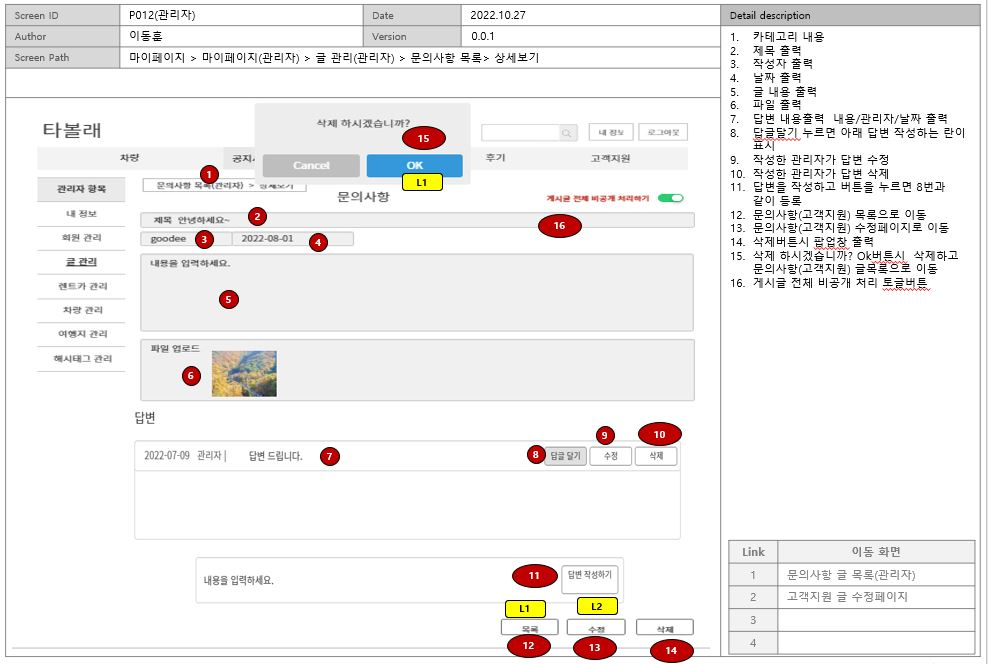 Screen ID P012(관리자) Date 2022.10.27
Author 이동훈 Version 0.0.1
Screen Path 마이페이지 > 마이페이지(관리자) > 글 관리(관리자) > 문의사항 목록> 상세보기
타볼래
내 정보 로그아웃
삭제 하시겠습니까?
15
Cancel OK
L1
차량 공지 후기 고객지원
1
문의사항 목록(관리자) > 상세보기
관리자 항목
내 정보
회원 관리
글 관리
렌트카 관리
차량 관리
여행지 관리
해시태그 관리
문의사항
게시글 전체 비공개 처리하기
제목 안녕하세요~ 2
16
goodee 3 2022-08-01 4
내용을 입력하세요.
5
파일 업로드
6
답변
9 10
2022-07-09 관리자 | 답변 드립니다. 7 8 답글 달기 수정 삭제
내용을 입력하세요. 11 답변 작성하기
L1 L2
목록 수정 삭제
12 13 14
Detail description
1. 카테고리 내용
2. 제목 출력
3. 작성자 출력
4. 날짜 출력
5. 글 내용 출력
6. 파일 출력
7. 답변 내용출력 내용/관리자/날짜 출력
8. 답글달기 누르면 아래 답변 작성하는 란이
표시
9. 작성한 관리자가 답변 수정
10. 작성한 관리자가 답변 삭제
11. 답변을 작성하고 버튼을 누르면 8번과
같이 등록
12. 문의사항(고객지원) 목록으로 이동
13. 문의사항(고객지원) 수정페이지로 이동
14. 삭제버튼시 팝업창 출력
15. 삭제 하시겠습니까? Ok버튼시 삭제하고
문의사항(고객지원) 글목록으로 이동
16. 게시글 전체 비공개 처리 토글버튼
Link 이동 화면
1 문의사항 글 목록(관리자)
2 고객지원 글 수정페이지
3
4